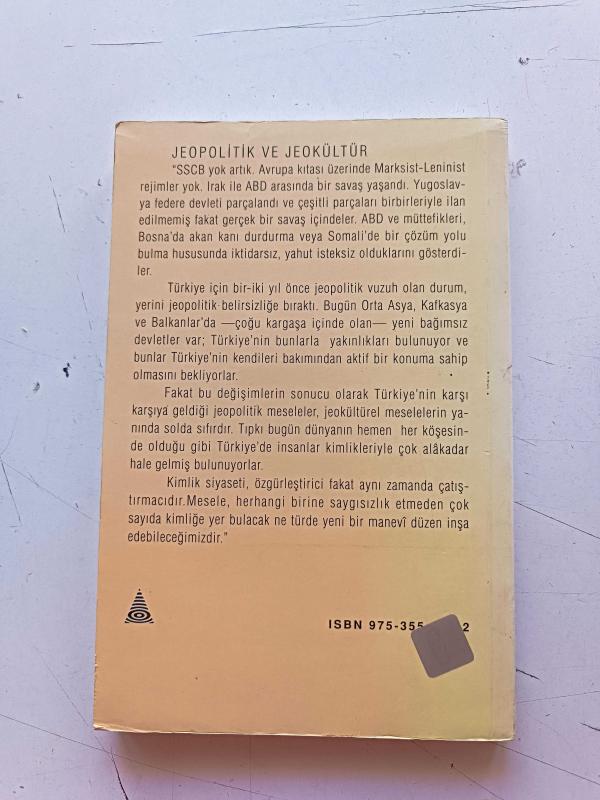 JEOPOLİTİK VE JEOKÜLTÜR
"SSCB yok artık. Avrupa kıtası üzerinde Marksist-Leninist
rejimler yok. Irak ile ABD arasında bir savaş yaşandı. Yugoslav-
ya federe devleti parçalandı ve çeşitli parçaları birbirleriyle ilan
edilmemiş fakat gerçek bir savaş içindeler. ABD ve müttefikleri,
Bosna'da akan kanı durdurma veya Somali'de bir çözüm yolu
bulma hususunda iktidarsız, yahut isteksiz olduklarını gösterdi-
ler.
Türkiye için bir-iki yıl önce jeopolitik vuzuh olan durum,
yerini jeopolitik belirsizliğe bıraktı. Bugün Orta Asya, Kafkasya
ve Balkanlar'da —çoğu kargaşa içinde olan— yeni bağımsız
devletler var; Türkiye'nin bunlarla yakınlıkları bulunuyor ve
bunlar Türkiye'nin kendileri bakımından aktif bir konuma sahip
olmasını bekliyorlar.
Fakat bu değişimlerin sonucu olarak Türkiye'nin karşı
karşıya geldiği jeopolitik meseleler, jeokültürel meselelerin ya-
nında solda sıfırdır. Tıpkı bugün dünyanın hemen her köşesin-
de olduğu gibi Türkiye'de insanlar kimlikleriyle çok alâkadar
hale gelmiş bulunuyorlar.
Kimlik siyaseti, özgürleştirici fakat aynı zamanda çatış-
tırmacıdır.Mesele, herhangi birine saygısızlık etmeden çok
sayıda kimliğe yer bulacak ne türde yeni bir manevî düzen inşa
edebileceğimizdir."
ISBN 975-355 2